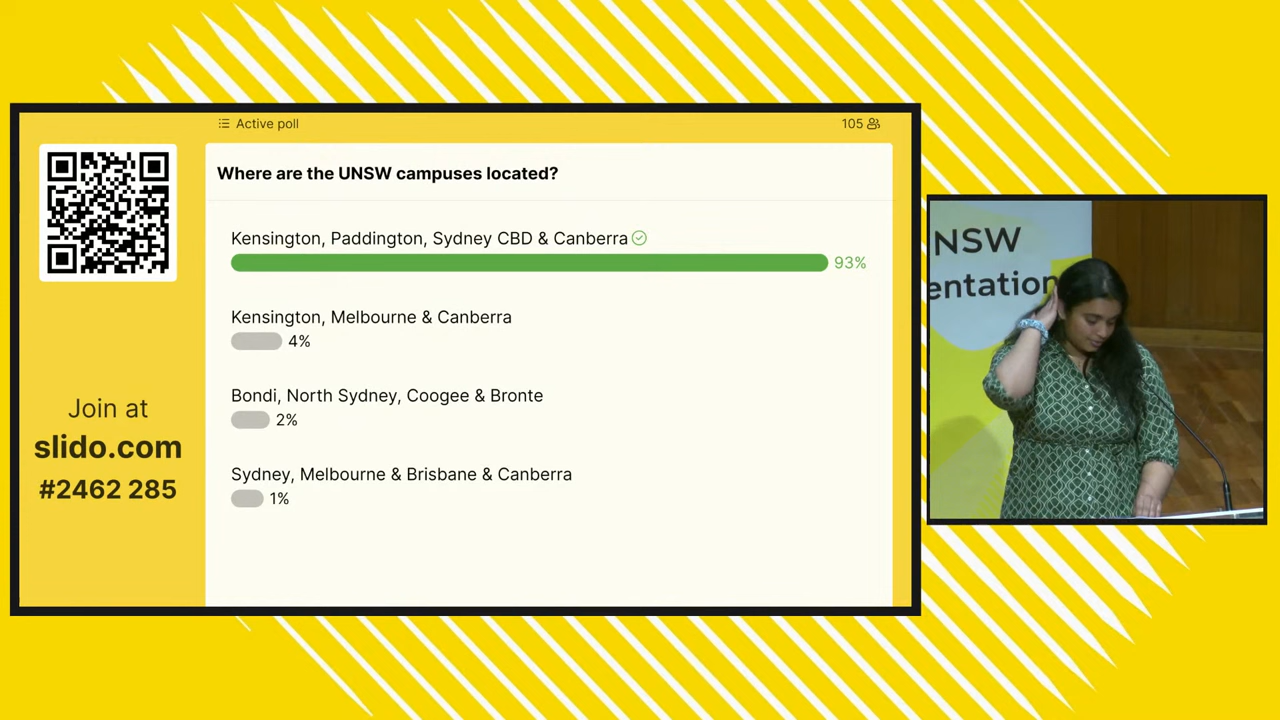 Active poll
105
Where are the UNSW campuses located?
Kensington, Paddington, Sydney CBD & Canberra
93%
Kensington, Melbourne & Canberra
4%
Bondi, North Sydney, Coogee & Bronte
2%
Sydney, Melbourne & Brisbane & Canberra
1%
Join at
slido.com
#2462 285
NSW
entation